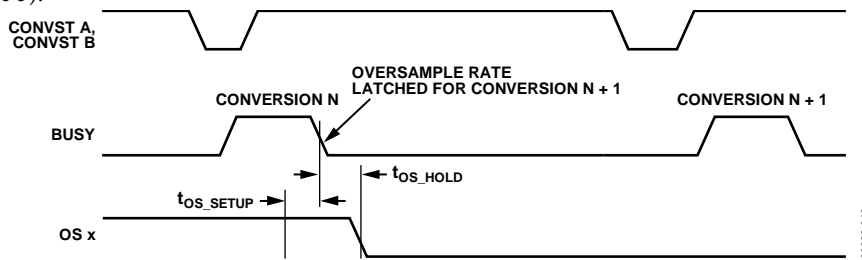 CONVST A,
CONVST B
OVERSAMPLE RATE
LATCHED FOR CONVERSION N + 1
CONVERSION N
CONVERSION N + 1
BUSY
tOS_HOLD
tOS_SETUP
OS x